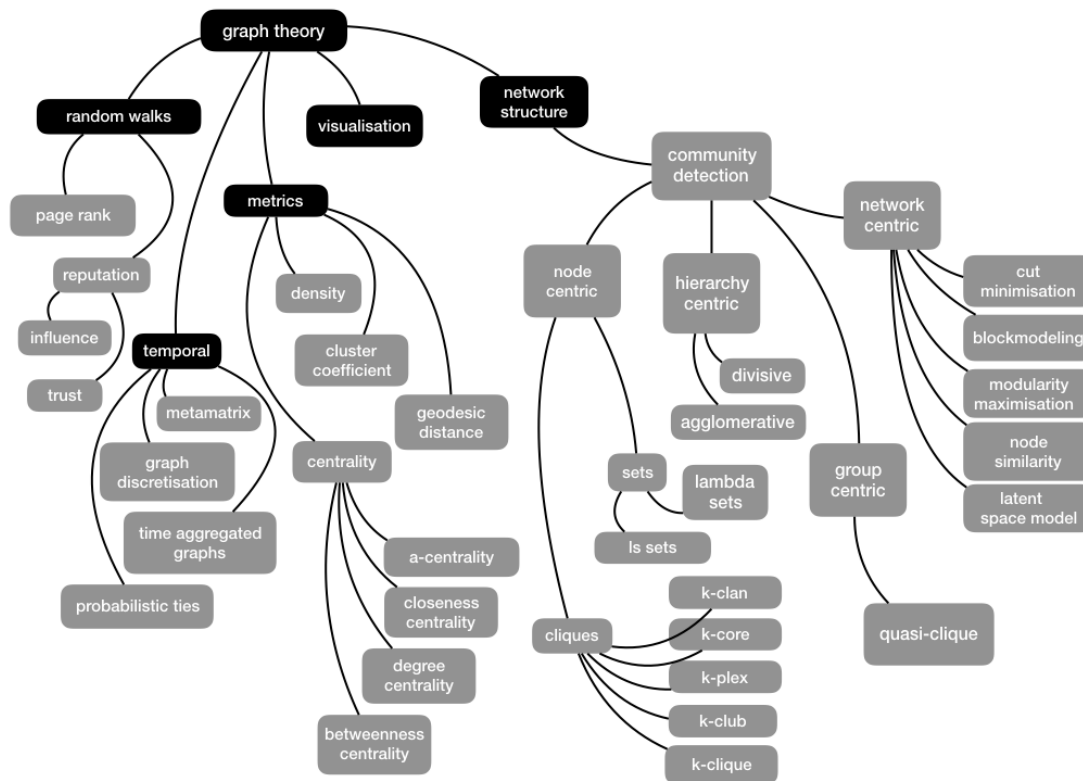 graph theory
random walks
visualisation
network
structure
community
detection
page rank
metrics
network
centric
reputation
density
node
centric
hierarchy
centric
cut
minimisation
influence
temporal
cluster
coefficient
blockmodeling
trust
metamatrix
geodesic
distance
divisive
agglomerative
modularity
maximisation
graph
discretisation
centrality
sets
lambda
sets
group
centric
node
similarity
latent
space model
time aggregated
graphs
a-centrality
ls sets
probabilistic ties
closeness
centrality
k-clan
cliques
k-core
quasi-clique
degree
centrality
k-plex
betweenness
centrality
k-club
k-clique